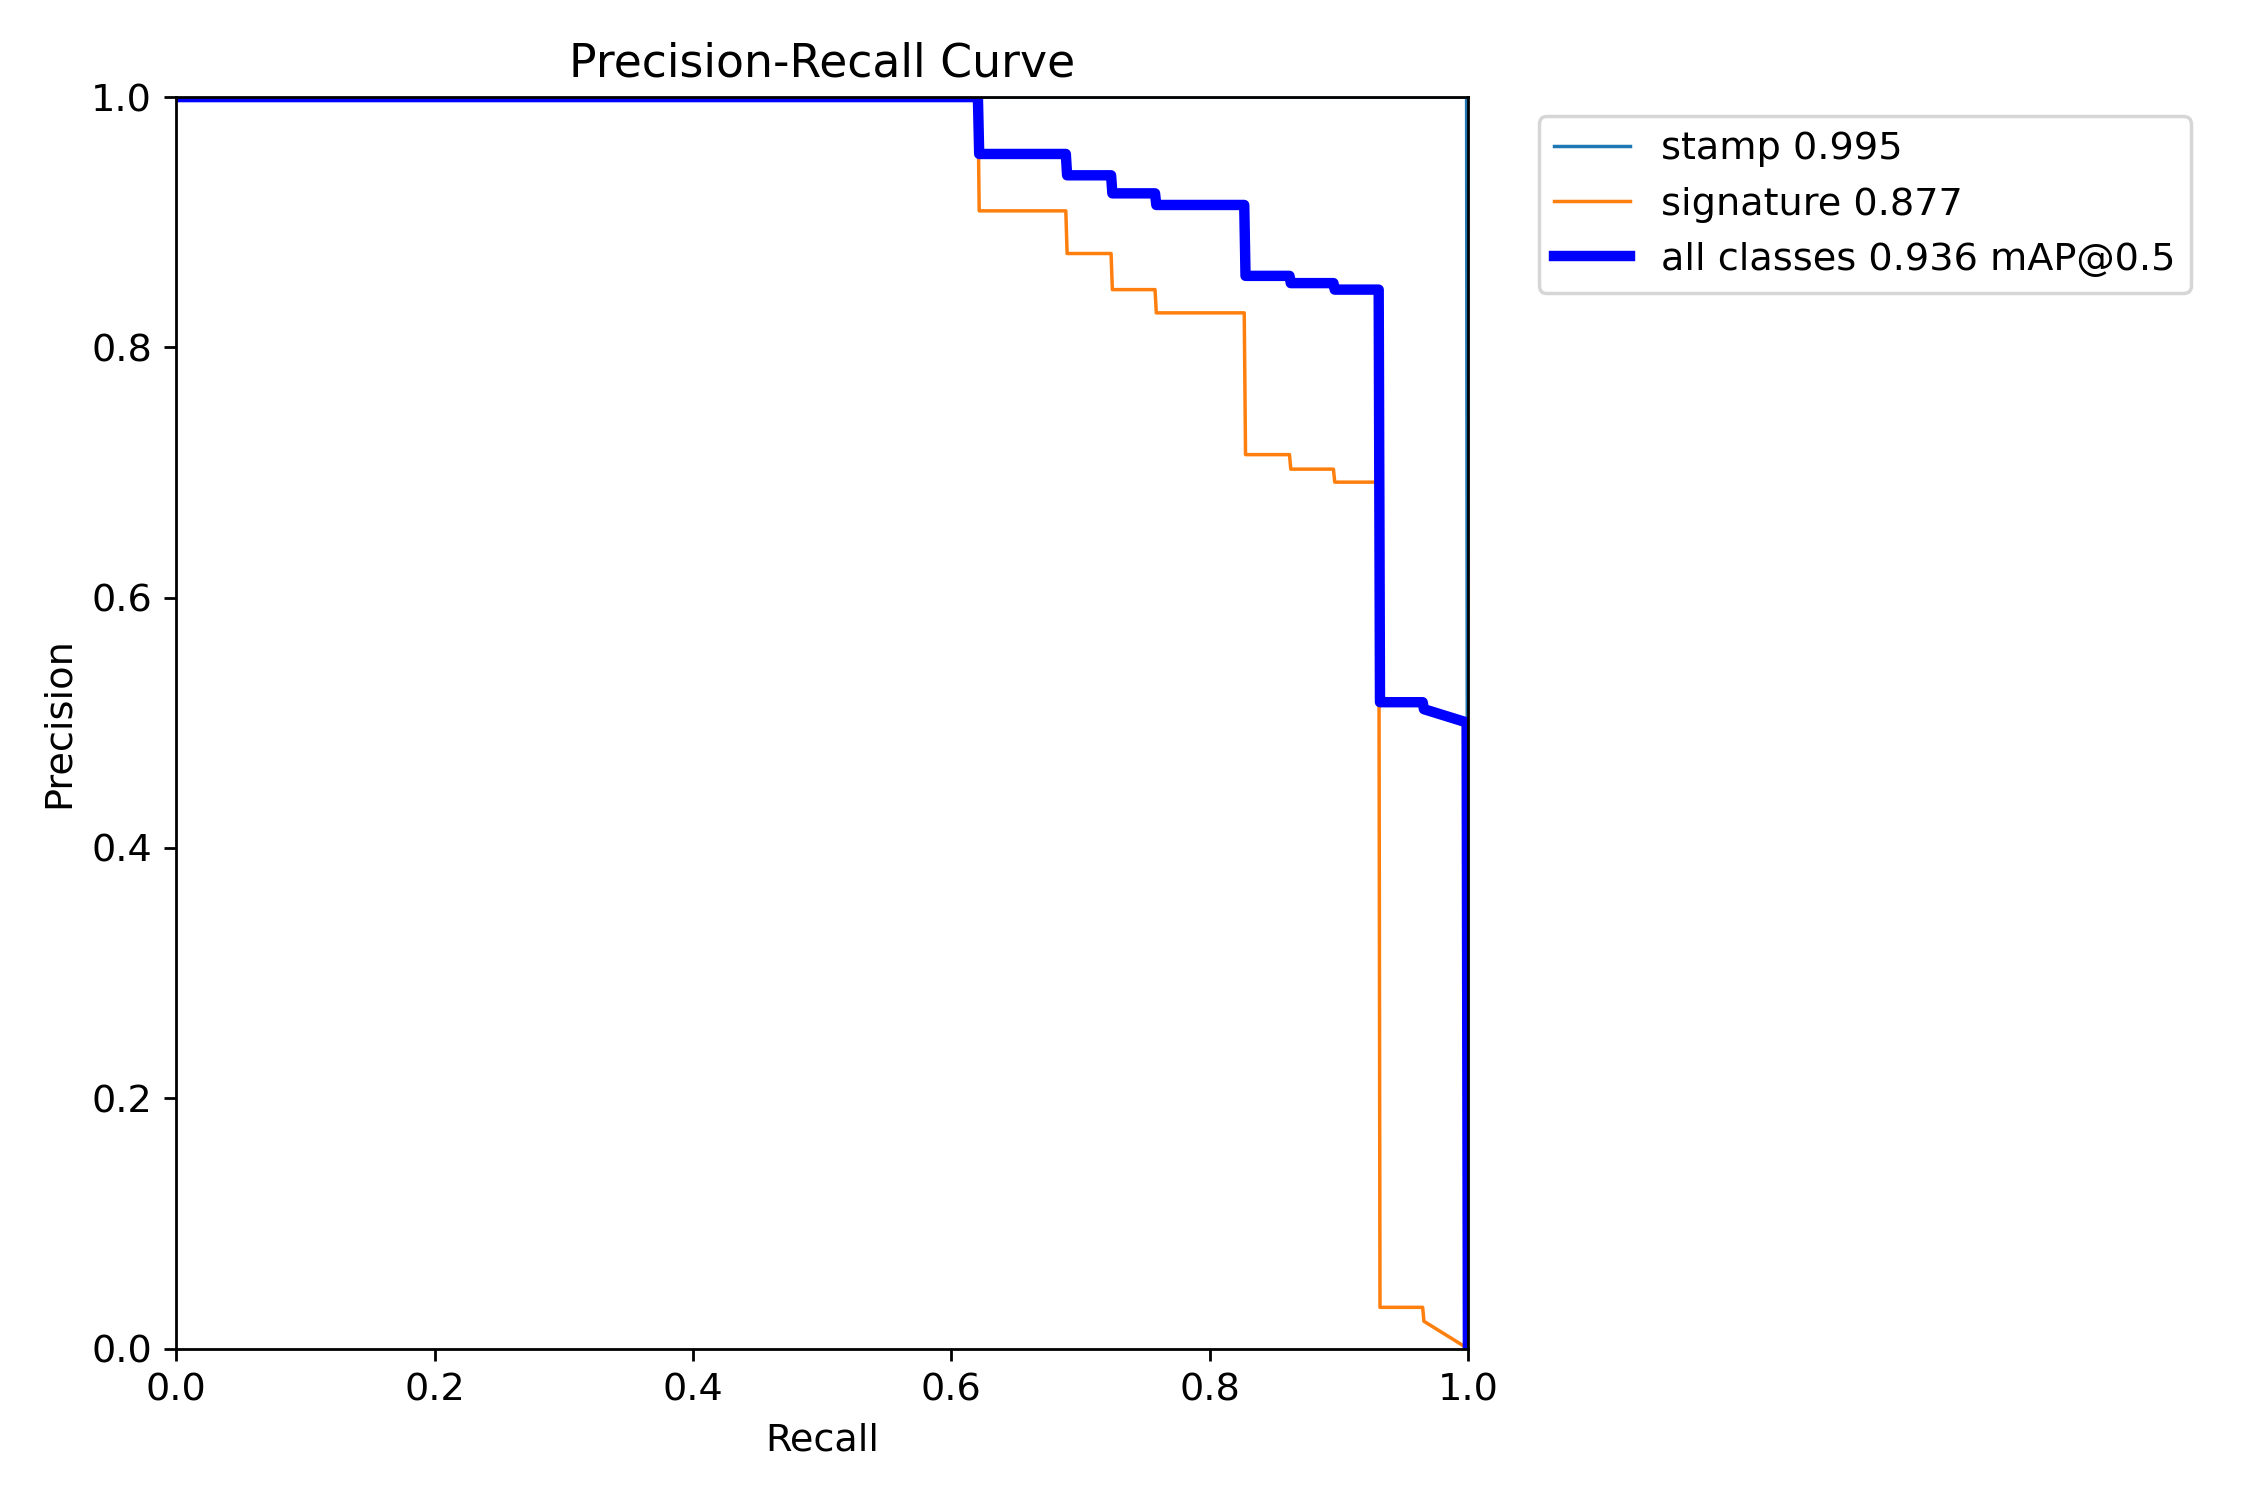 Precision-Recall Curve
1.0
0.8
0.6
0.4
0.2
0.0
Precision
0.0 0.2 0.4 0.6 0.8 1.0
Recall
stamp 0.995
signature 0.877
all classes 0.936 mAP@0.5